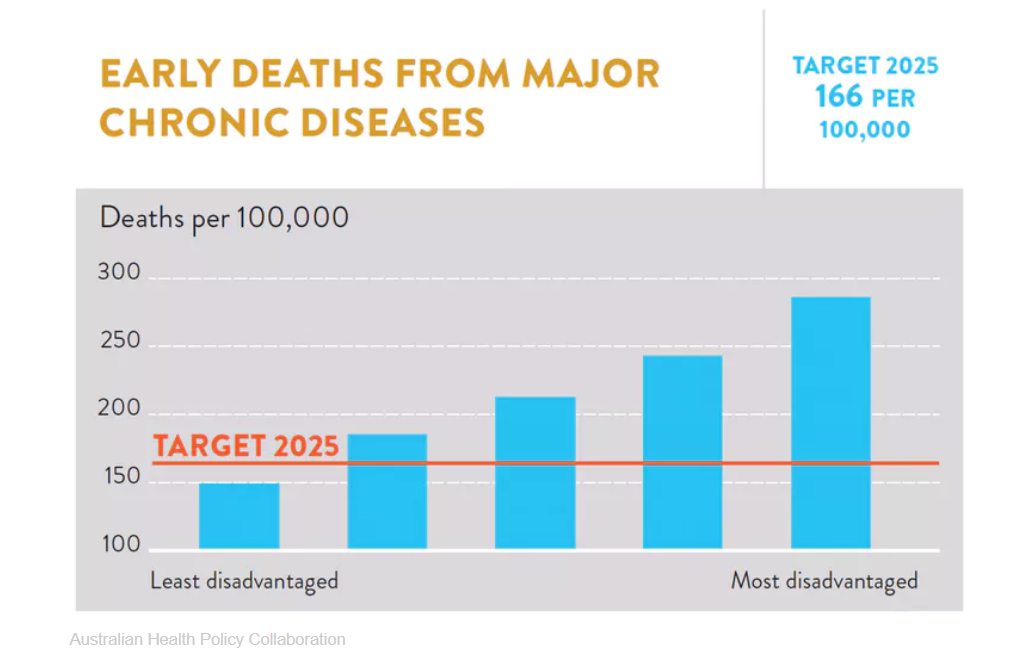 EARLY DEATHS FROM MAJOR
CHRONIC DISEASES
TARGET 2025
166 PER
100,000
Deaths per 100,000
300
250
200
TARGET 2025
150
100
Least disadvantaged
Most disadvantaged
Australian Health Policy Collaboration